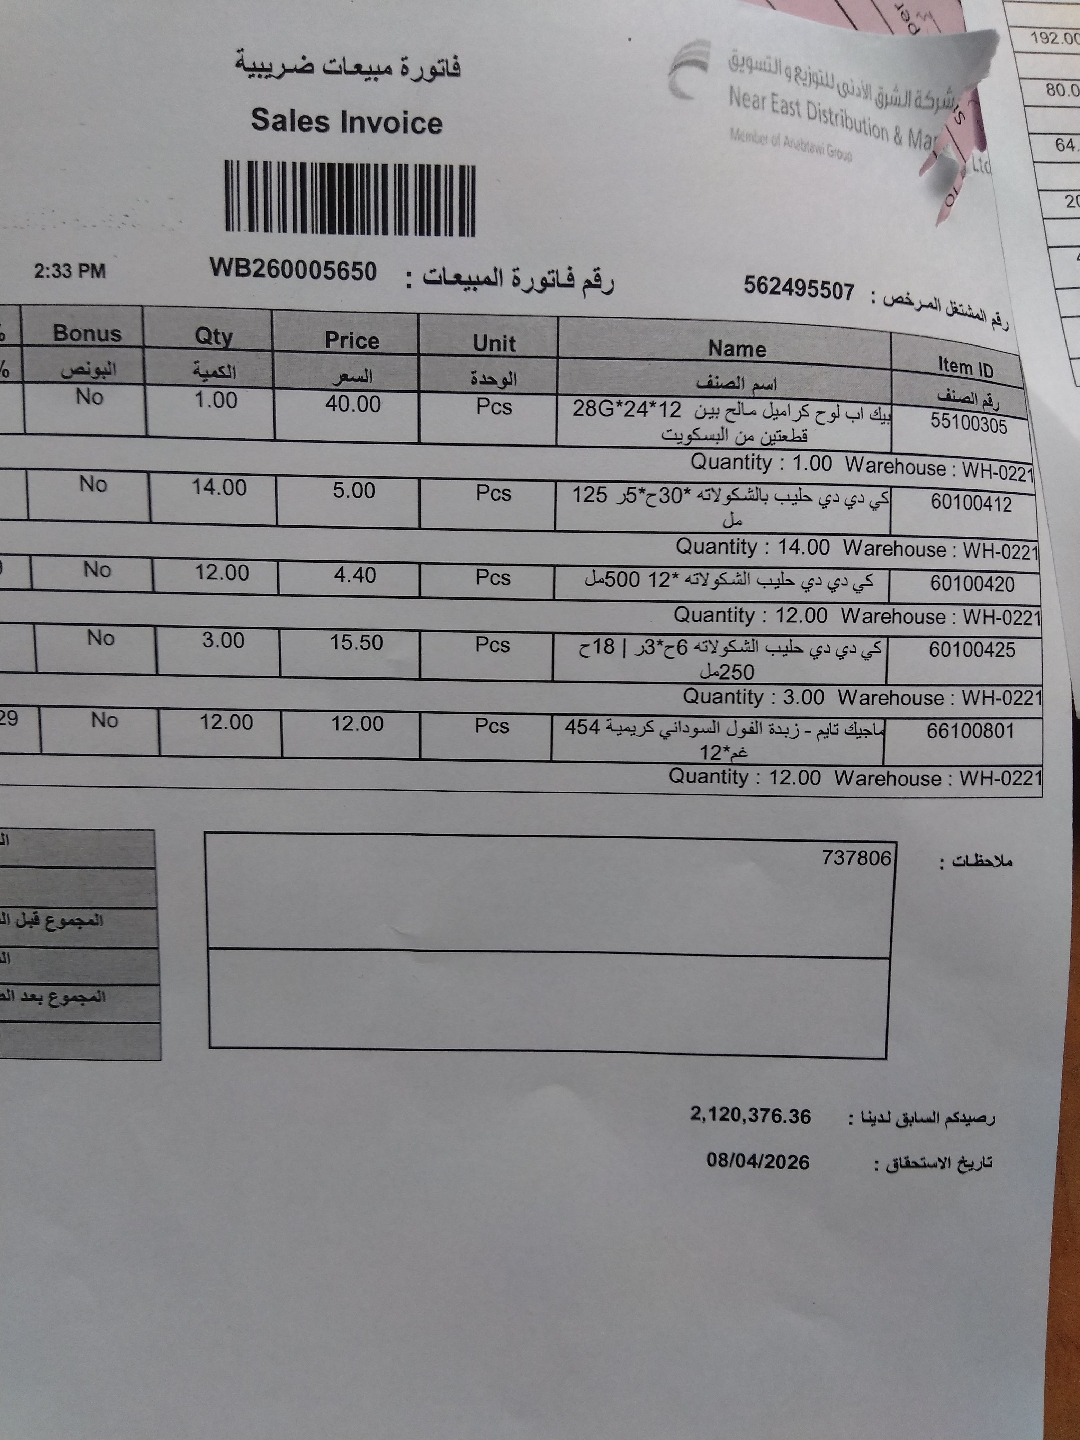 فاتورة مبيعات ضريبية
Sales Invoice
شركة الشرق الأدنى للتوزيع والتسويق
Near East Distribution &
Ltd
Member of Anabtawi Group
رقم المشتغل المرخص : 562495507
رقم فاتورة المبيعات : WB260005650
2:33 PM
Item ID Name Unit Price Qty Bonus %
رقم الصنف اسم الصنف الوحدة السعر الكمية البونص %
55100305 بيك اب لوح كراميل مالح بين 12*24*28G Pcs 40.00 1.00 No
قطعتين من البسكويت
Quantity : 1.00 Warehouse : WH-0221
60100412 كي دي دي حليب بالشكولاته *30ح*5ر 125 Pcs 5.00 14.00 No
مل
Quantity : 14.00 Warehouse : WH-0221
60100420 كي دي دي حليب الشكولاته *12 500مل Pcs 4.40 12.00 No
Quantity : 12.00 Warehouse : WH-0221
60100425 كي دي دي حليب الشكولاته 6ح*3ر | 18ح Pcs 15.50 3.00 No
250مل
Quantity : 3.00 Warehouse : WH-0221
66100801 ماجيك تايم - زبدة الفول السوداني كريمية 454 Pcs 12.00 12.00 No 29
غم*12
Quantity : 12.00 Warehouse : WH-0221
ملاحظات : 737806
المجموع قبل
المجموع بعد
رصيدكم السابق لدينا : 2,120,376.36
تاريخ الاستحقاق : 08/04/2026
192.00
80.0
64.
20